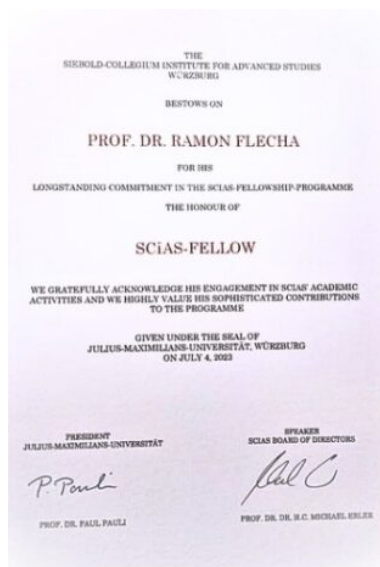 THE
SIEBOLD-COLLEGIUM INSTITUTE FOR ADVANCED STUDIES
WÜRZBURG
BESTOWS ON
PROF. DR. RAMON FLECHA
FOR HIS
LONGSTANDING COMMITMENT IN THE SCIAS-FELLOWSHIP-PROGRAMME
THE HONOUR OF
SCiAS-FELLOW
WE GRATEFULLY ACKNOWLEDGE HIS ENGAGEMENT IN SCIAS' ACADEMIC
ACTIVITIES AND WE HIGHLY VALUE HIS SOPHISTICATED CONTRIBUTIONS
TO THE PROGRAMME
GIVEN UNDER THE SEAL OF
JULIUS-MAXIMILIANS-UNIVERSITÄT, WÜRZBURG
ON JULY 4, 2023
PRESIDENT
JULIUS-MAXIMILIANS-UNIVERSITÄT
P. Pauli
PROF. DR. PAUL PAULI
SPEAKER
SCIAS BOARD OF DIRECTORS
PROF. DR. DR. H.C. MICHAEL ERLER